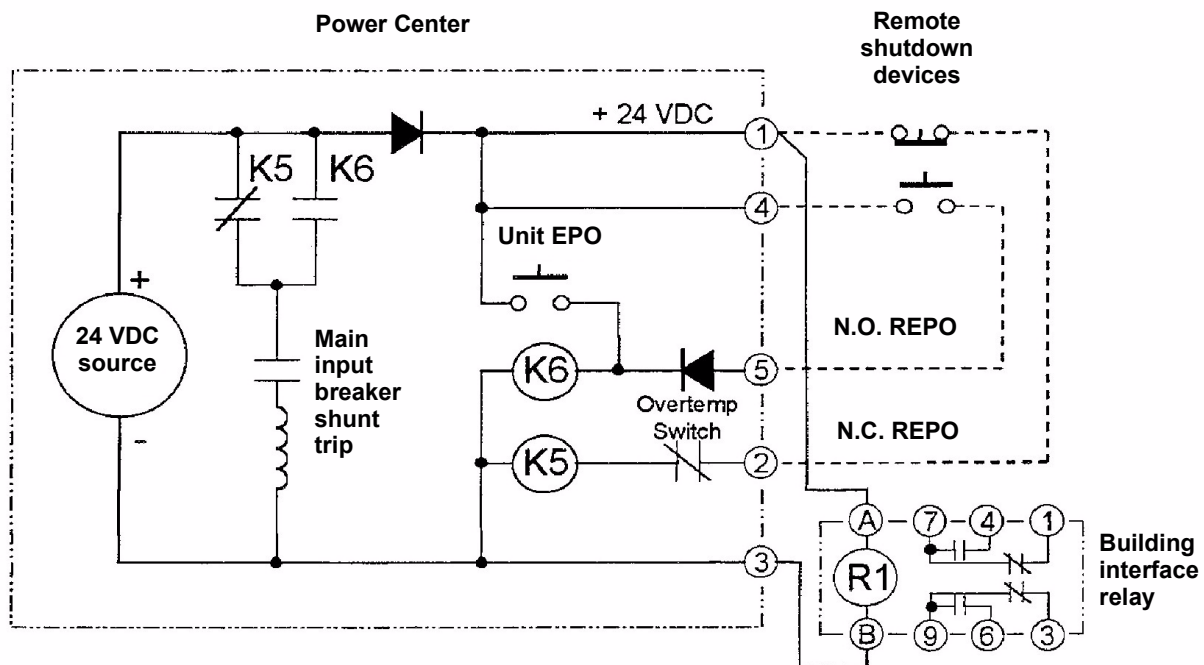 Power Center
Remote
shutdown
devices
+ 24 VDC
1
K5
K6
4
Unit EPO
+
24 VDC
source
-
Main
input
breaker
shunt
trip
N.O. REPO
K6
5
Overtemp
Switch
N.C. REPO
K5
2
3
A
7
4
1
R1
Building
interface
relay
B
9
6
3